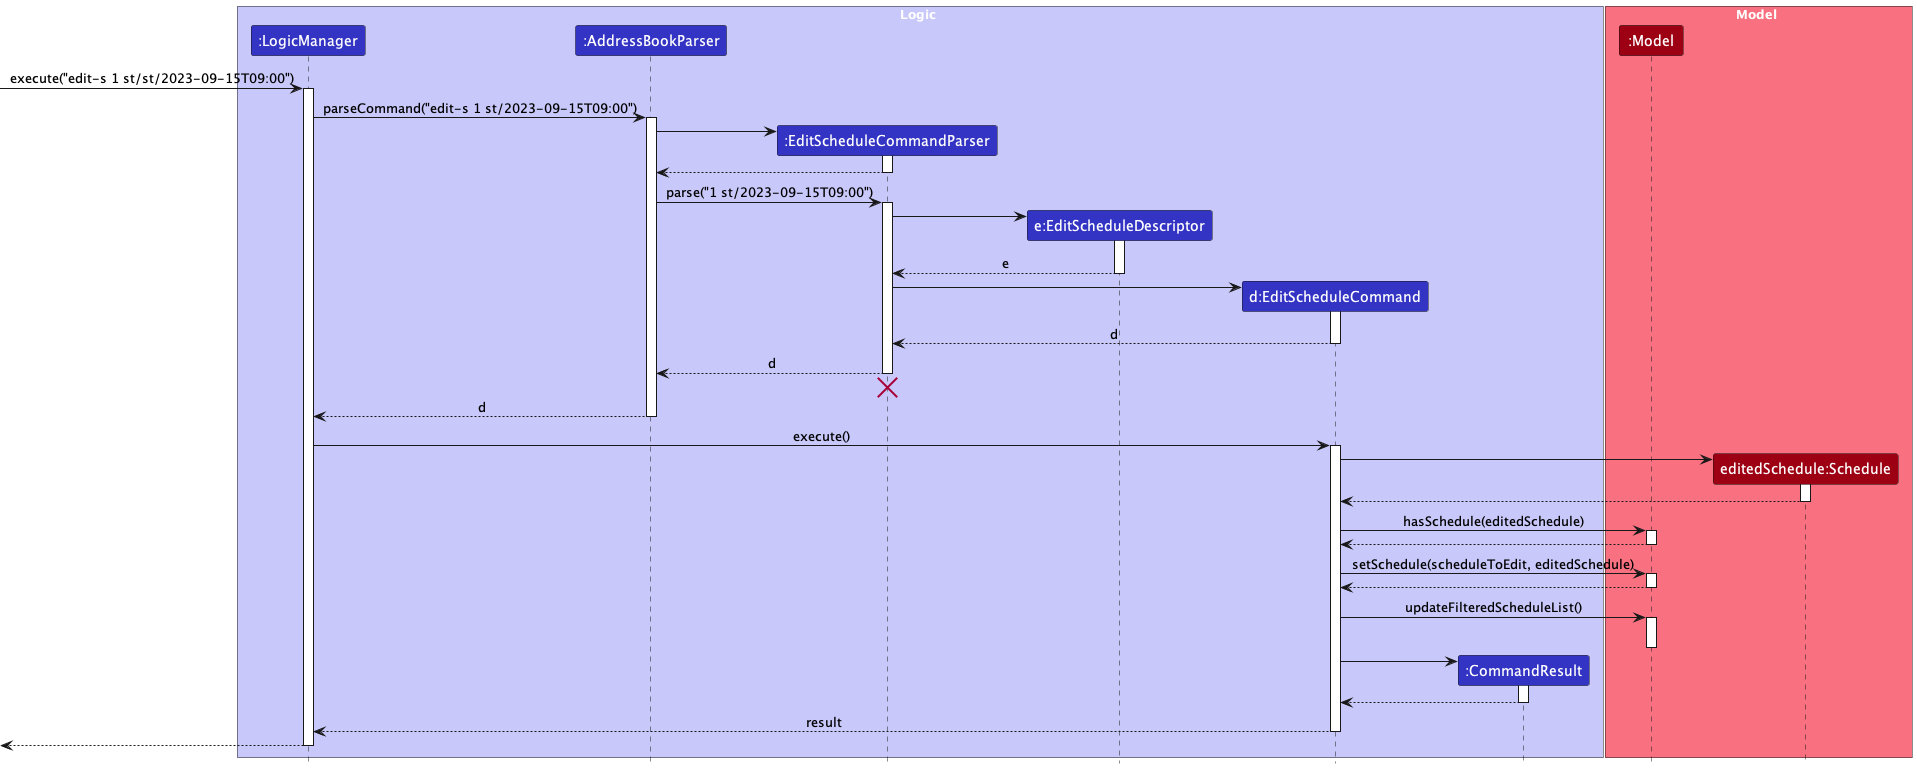 Logic
Model
:LogicManager
:AddressBookParser
:Model
execute("edit-s 1 st/st/2023-09-15T09:00")
parseCommand("edit-s 1 st/2023-09-15T09:00")
:EditScheduleCommandParser
parse("1 st/2023-09-15T09:00")
e:EditScheduleDescriptor
e
d:EditScheduleCommand
d
d
d
execute()
editedSchedule:Schedule
hasSchedule(editedSchedule)
setSchedule(scheduleToEdit, editedSchedule)
updateFilteredScheduleList()
:CommandResult
result